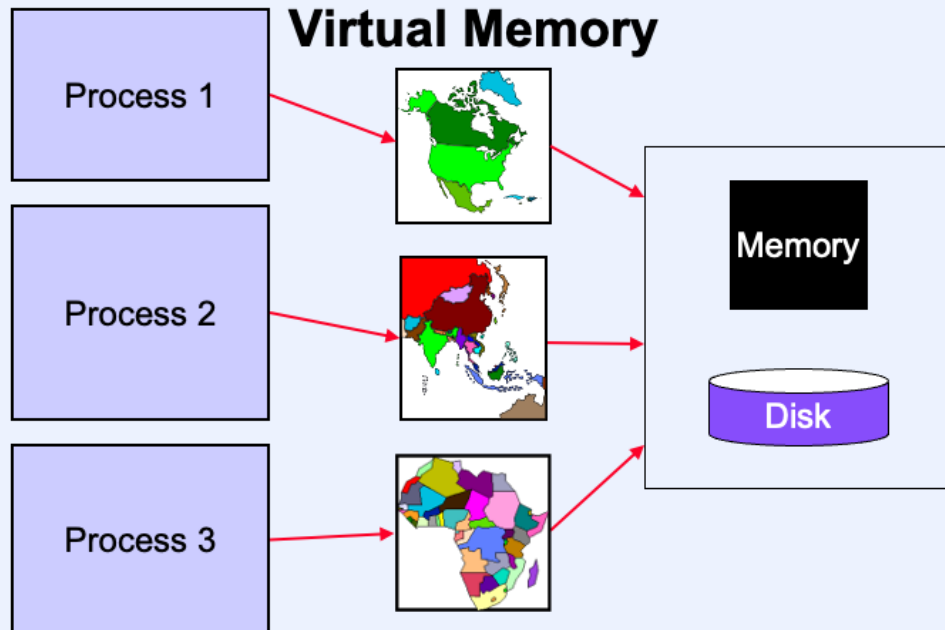 Virtual Memory
Process 1
Memory
Process 2
Disk
Process 3